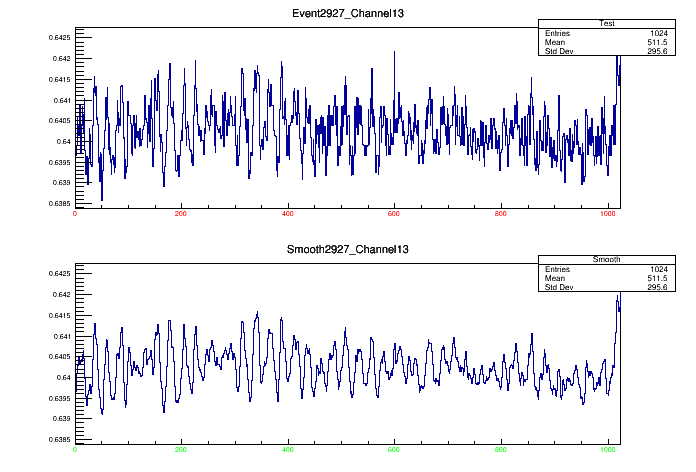 Event2927_Channel13
Test
Entries 1024
Mean 511.5
Std Dev 295.6
0.6425
0.642
0.6415
0.641
0.6405
0.64
0.6395
0.639
0.6385
0 200 400 600 800 1000
Smooth2927_Channel13
Smooth
Entries 1024
Mean 511.5
Std Dev 295.6
0.6425
0.642
0.6415
0.641
0.6405
0.64
0.6395
0.639
0.6385
0 200 400 600 800 1000